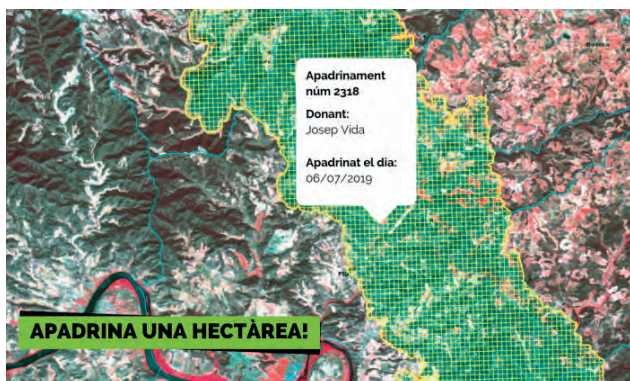 Apadrinament
núm 2318
Donant:
Josep Vida
Apadrinat el dia:
06/07/2019
APADRINA UNA HECTÀREA!